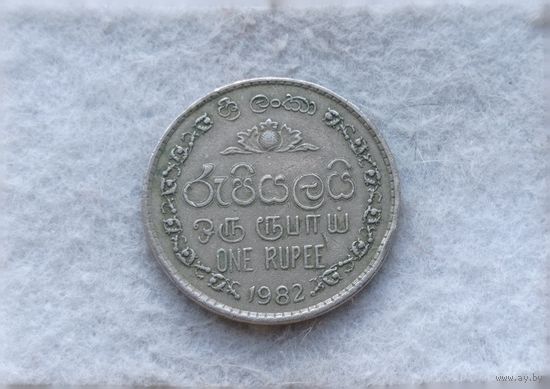 ශ්‍රී ලංකා
රුපියලයි
ஒரு ரூபாய்
ONE RUPEE
1982
www.ay.by